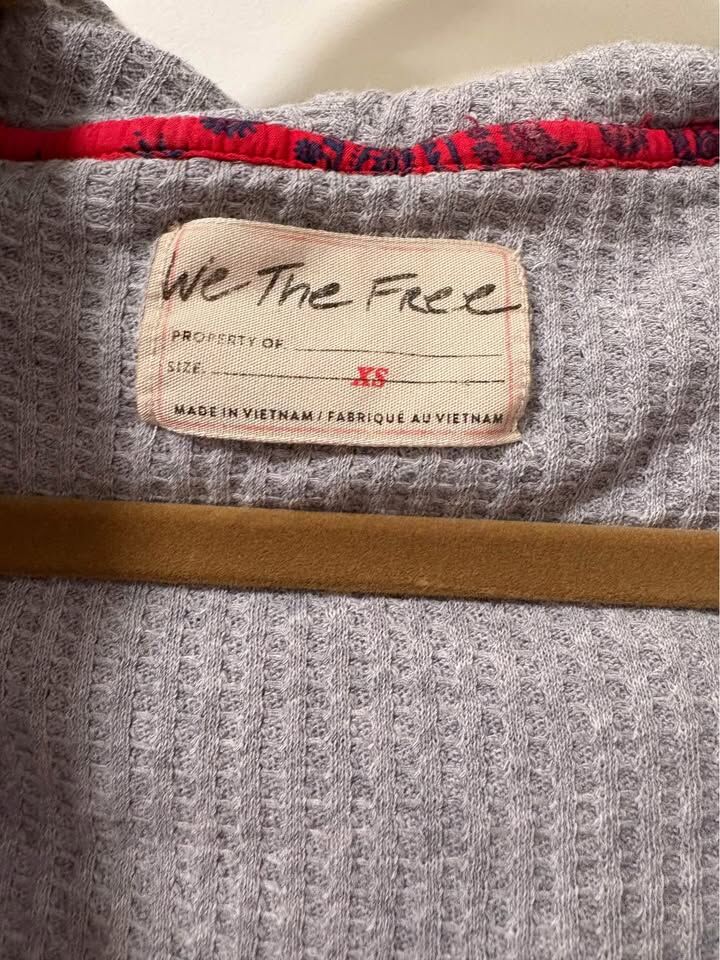 We The Free
PROPERTY OF
SIZE. XS
MADE IN VIETNAM / FABRIQUÉ AU VIETNAM